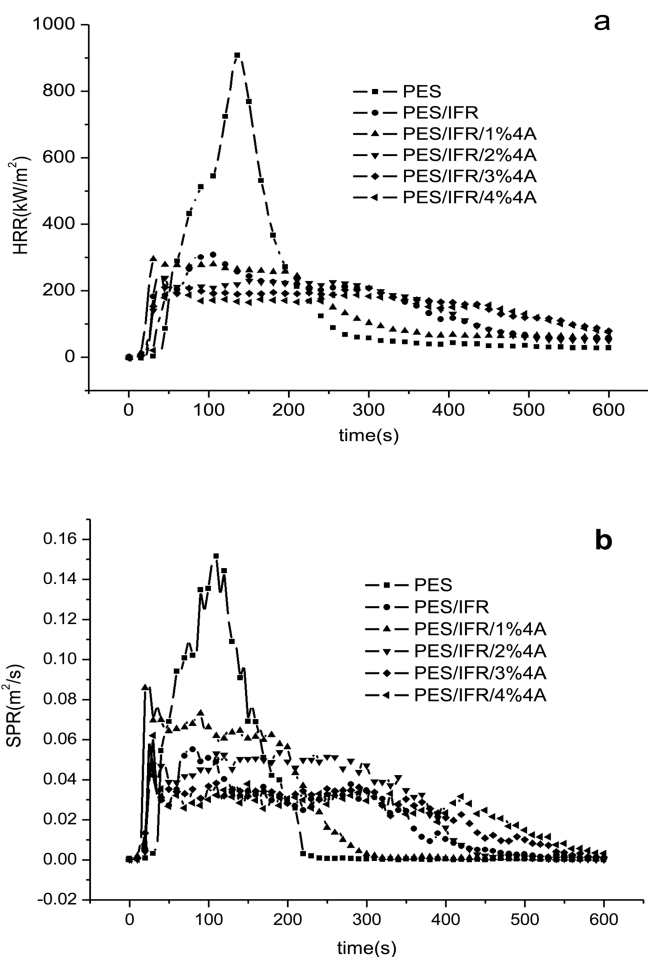 a
1000
800
600
400
200
0
HRR(kW/m²)
PES
PES/IFR
PES/IFR/1%4A
PES/IFR/2%4A
PES/IFR/3%4A
PES/IFR/4%4A
0 100 200 300 400 500 600
time(s)
b
0.16
0.14
0.12
0.10
0.08
0.06
0.04
0.02
0.00
-0.02
SPR(m²/s)
PES
PES/IFR
PES/IFR/1%4A
PES/IFR/2%4A
PES/IFR/3%4A
PES/IFR/4%4A
0 100 200 300 400 500 600
time(s)